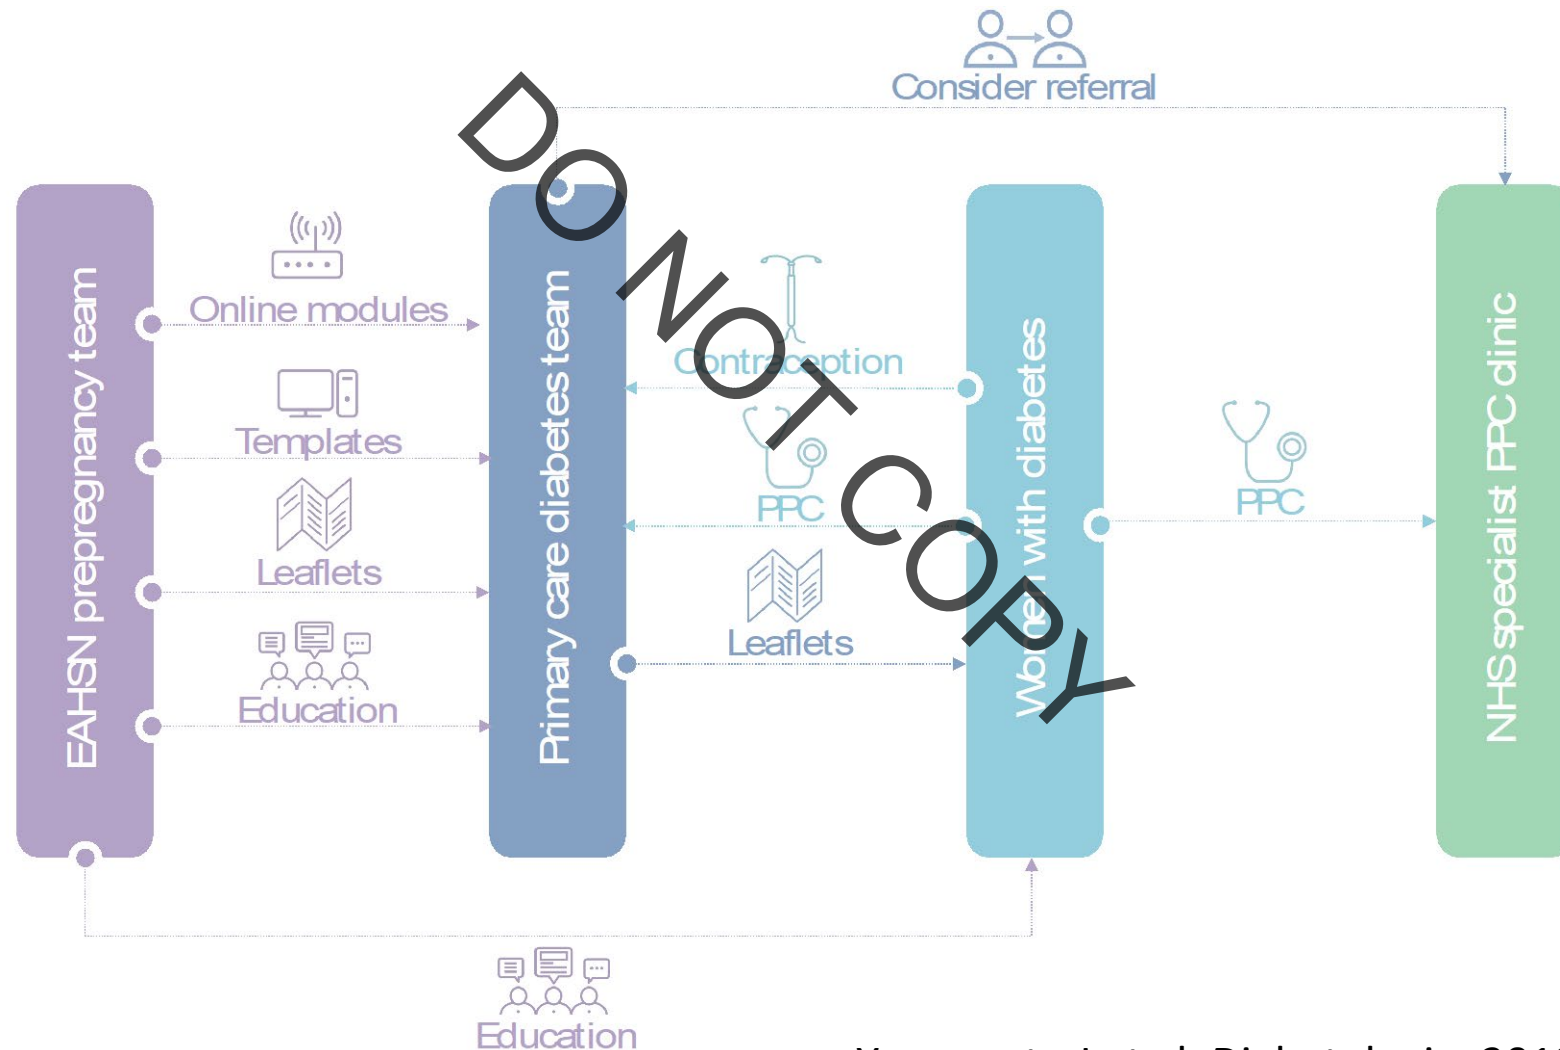 Consider referral
EAHSN prepregnancy team
Online modules
Templates
Leaflets
Education
Primary care diabetes team
Contraception
PPC
Leaflets
Women with diabetes
PPC
NHS specialist PPC clinic
Education
DO NOT COPY